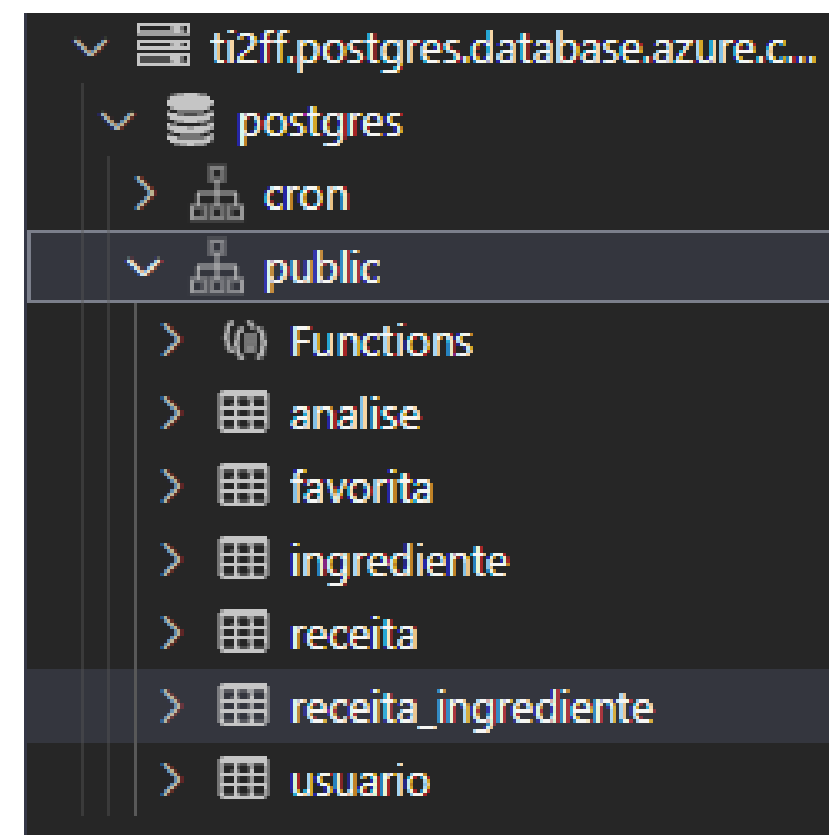 ti2ff.postgres.database.azure.c...
postgres
cron
public
Functions
analise
favorita
ingrediente
receita
receita_ingrediente
usuario